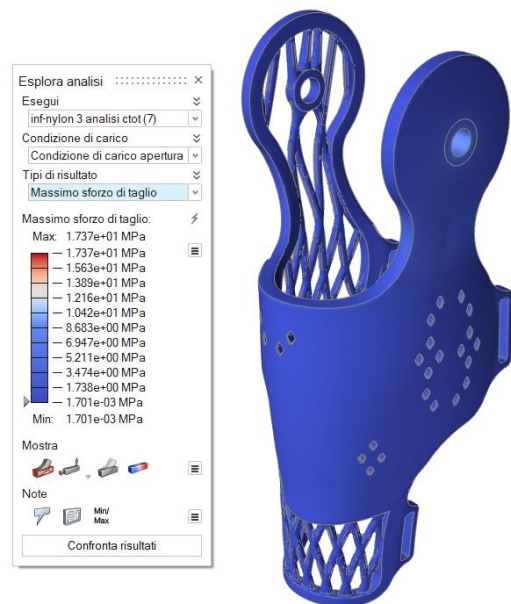 Esplora analisi
Esegui
inf-nylon 3 analisi ctot (7)
Condizione di carico
Condizione di carico apertura
Tipi di risultato
Massimo sforzo di taglio
Massimo sforzo di taglio:
Max: 1.737e+01 MPa
1.737e+01 MPa
1.563e+01 MPa
1.389e+01 MPa
1.216e+01 MPa
1.042e+01 MPa
8.683e+00 MPa
6.947e+00 MPa
5.211e+00 MPa
3.474e+00 MPa
1.738e+00 MPa
1.701e-03 MPa
Min: 1.701e-03 MPa
Mostra
Note
Min/
Max
Confronta risultati